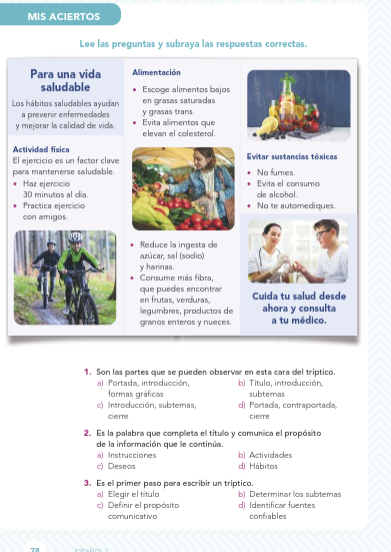 MIS ACIERTOS
Lee las preguntas y subraya las respuestas correctas.
Para una vida
saludable
Los hábitos saludables ayudan
a prevenir enfermedades
y mejorar la calidad de vida.
Actividad física
El ejercicio es un factor clave
para mantenerse saludable.
• Haz ejercicio
30 minutos al día.
• Practica ejercicio
con amigos.
Alimentación
• Escoge alimentos bajos
en grasas saturadas
y grasas trans.
• Evita alimentos que
elevan el colesterol.
• Reduce la ingesta de
azúcar, sal (sodio)
y harinas.
• Consume más fibra,
que puedes encontrar
en frutas, verduras,
legumbres, productos de
granos enteros y nueces.
Evitar sustancias tóxicas
• No fumes.
• Evita el consumo
de alcohol.
• No te automediques.
Cuida tu salud desde
ahora y consulta
a tu médico.
1. Son las partes que se pueden observar en esta cara del tríptico.
a) Portada, introducción,
formas gráficas
b) Título, introducción,
subtemas
c) Introducción, subtemas,
cierre
d) Portada, contraportada,
cierre
2. Es la palabra que completa el título y comunica el propósito
de la información que le continúa.
a) Instrucciones
b) Actividades
c) Deseos
d) Hábitos
3. Es el primer paso para escribir un tríptico.
a) Elegir el título
b) Determinar los subtemas
c) Definir el propósito
comunicativo
d) Identificar fuentes
confiables
78
ESPAÑOL